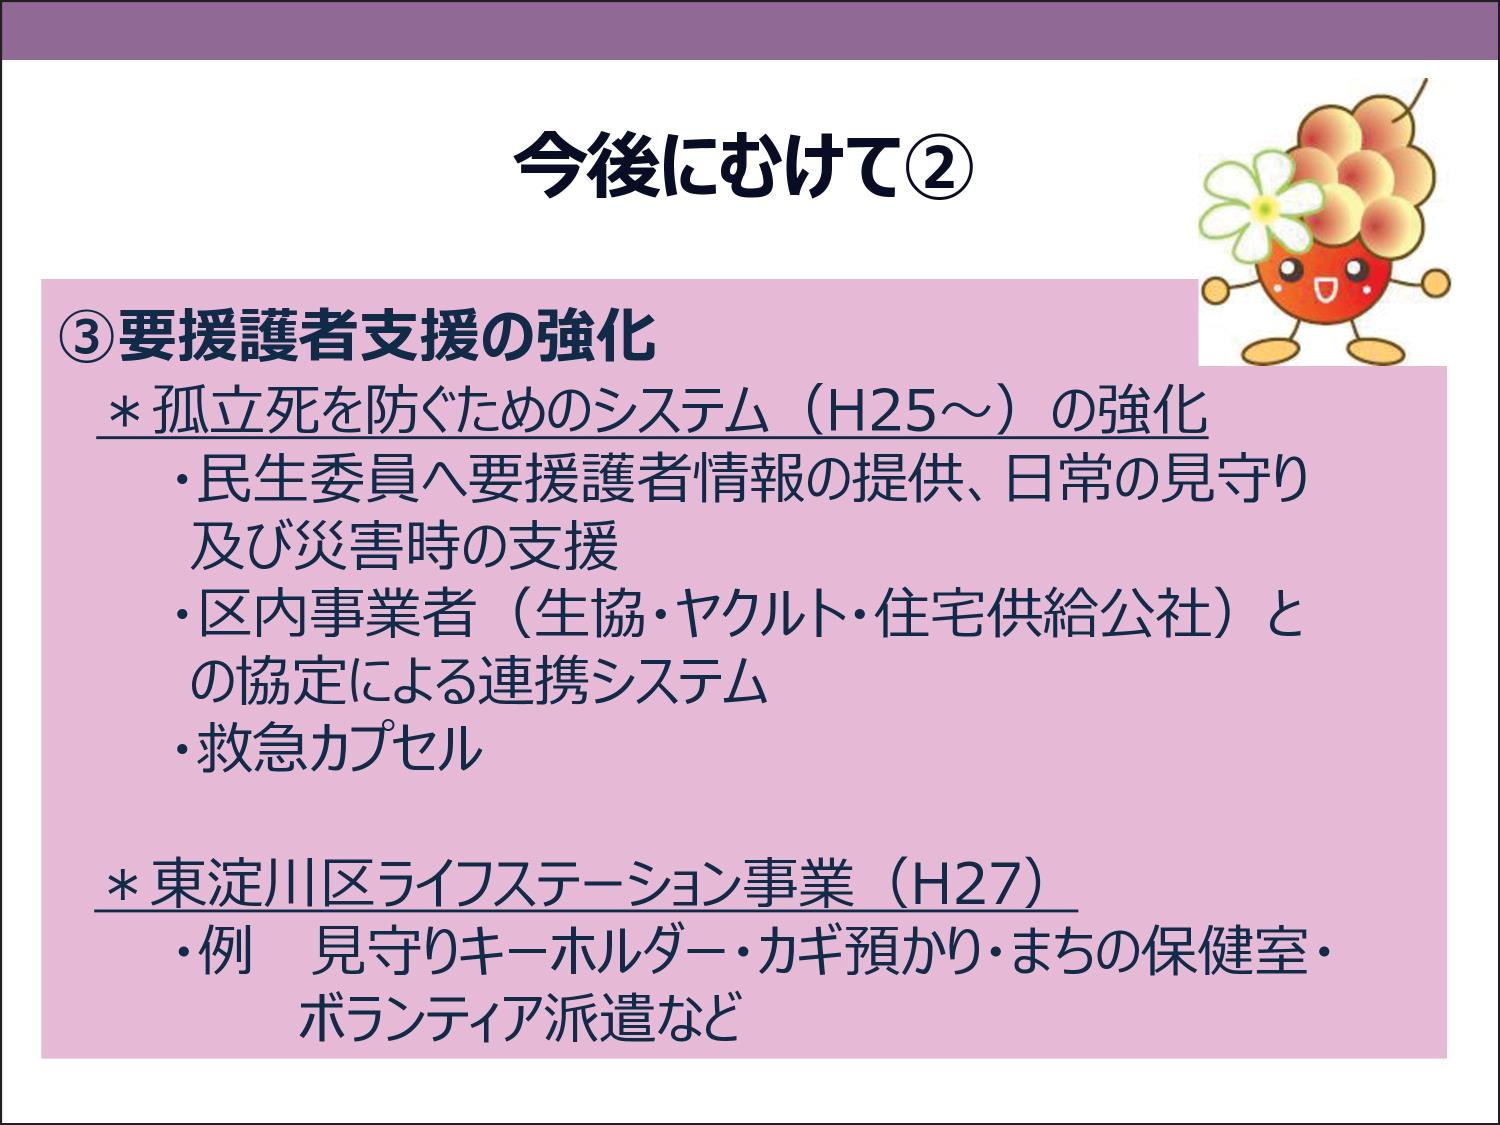 今後にむけて②
③要援護者支援の強化
＊孤立死を防ぐためのシステム（H25～）の強化
・民生委員へ要援護者情報の提供、日常の見守り
及び災害時の支援
・区内事業者（生協・ヤクルト・住宅供給公社）と
の協定による連携システム
・救急カプセル
＊東淀川区ライフステーション事業（H27）
・例　見守りキーホルダー・カギ預かり・まちの保健室・
ボランティア派遣など